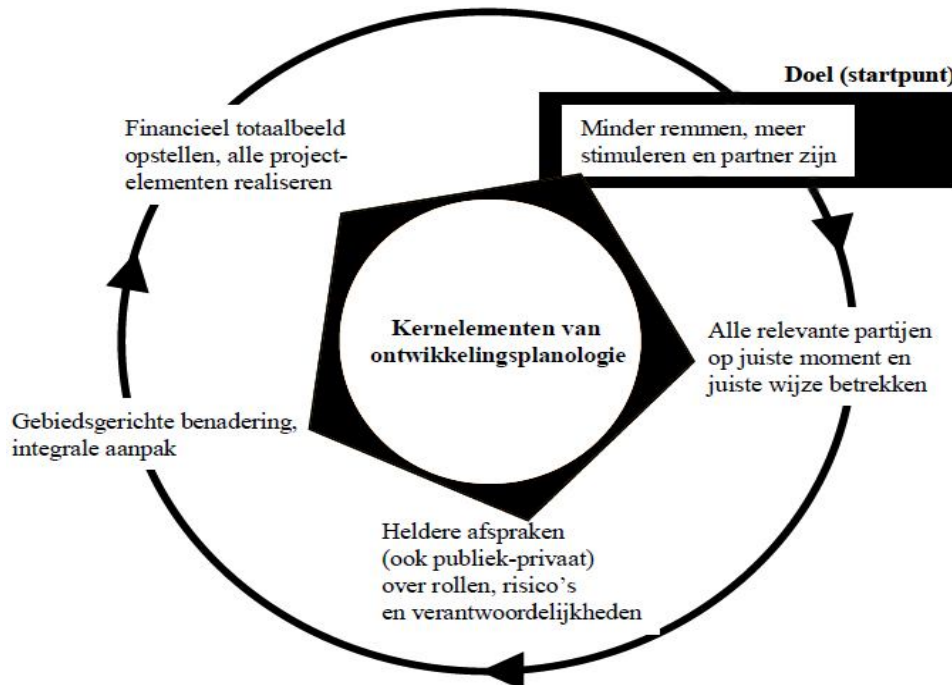 Doel (startpunt)
Minder remmen, meer
stimuleren en partner zijn
Alle relevante partijen
op juiste moment en
juiste wijze betrekken
Heldere afspraken
(ook publiek-privaat)
over rollen, risico's
en verantwoordelijkheden
Gebiedsgerichte benadering,
integrale aanpak
Financieel totaalbeeld
opstellen, alle project-
elementen realiseren
Kernelementen van
ontwikkelingsplanologie